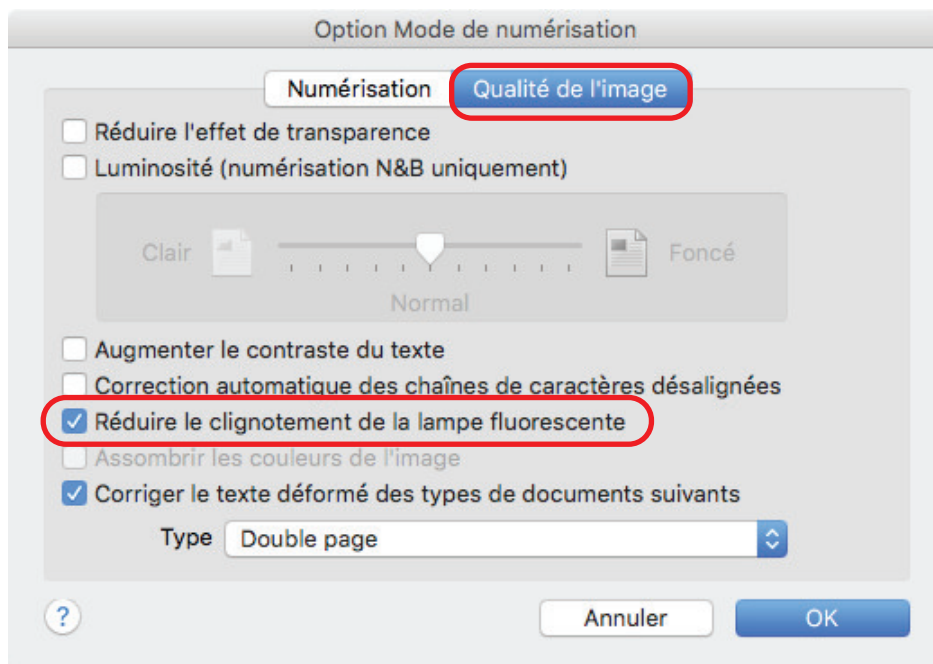 Option Mode de numérisation
Numérisation Qualité de l'image
Réduire l'effet de transparence
Luminosité (numérisation N&B uniquement)
Clair Foncé
Normal
Augmenter le contraste du texte
Correction automatique des chaînes de caractères désalignées
Réduire le clignotement de la lampe fluorescente
Assombrir les couleurs de l'image
Corriger le texte déformé des types de documents suivants
Type Double page
? Annuler OK